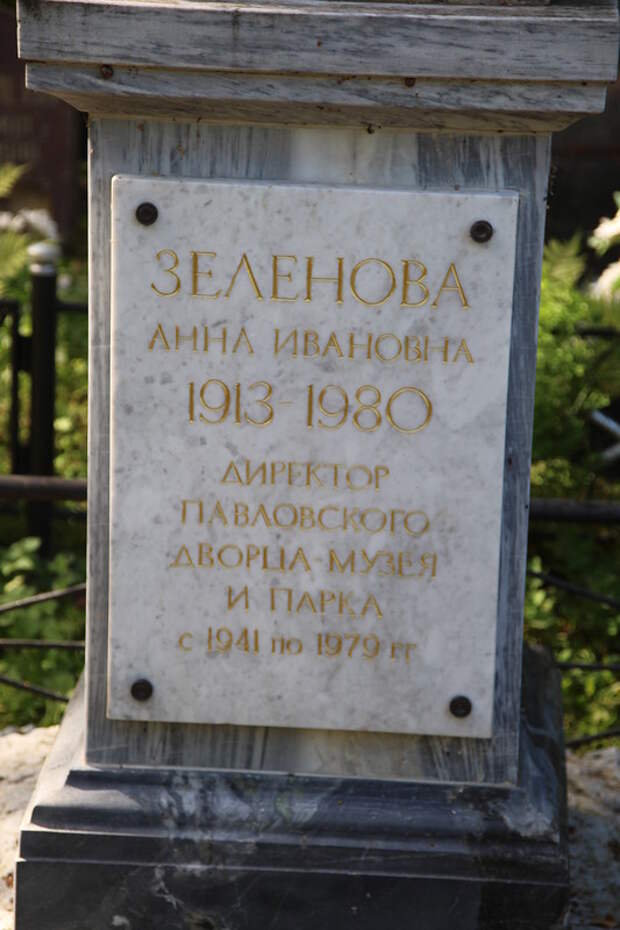 ЗЕЛЕНОВА
АННА ИВАНОВНА
1913-1980
ДИРЕКТОР
ПАВЛОВСКОГО
ДВОРЦА-МУЗЕЯ
И ПАРКА
с 1941 по 1979 гг